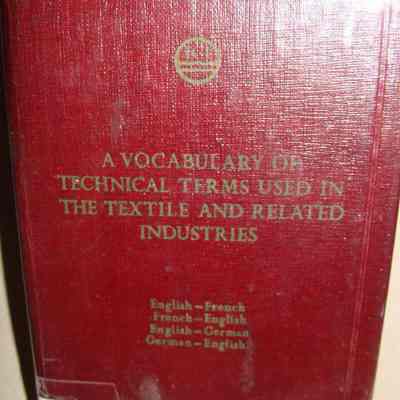 A VOCABULARY OF
TECHNICAL TERMS USED IN
THE TEXTILE AND RELATED
INDUSTRIES
English–French
French–English
English–German
German–English